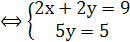 ⇔ { 2x + 2y = 9
5y = 5